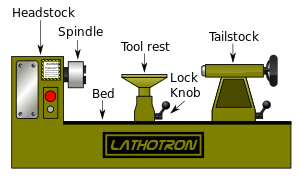 Headstock
Spindle
Tool rest
Tailstock
Lock
Knob
Bed
LATHOTRON